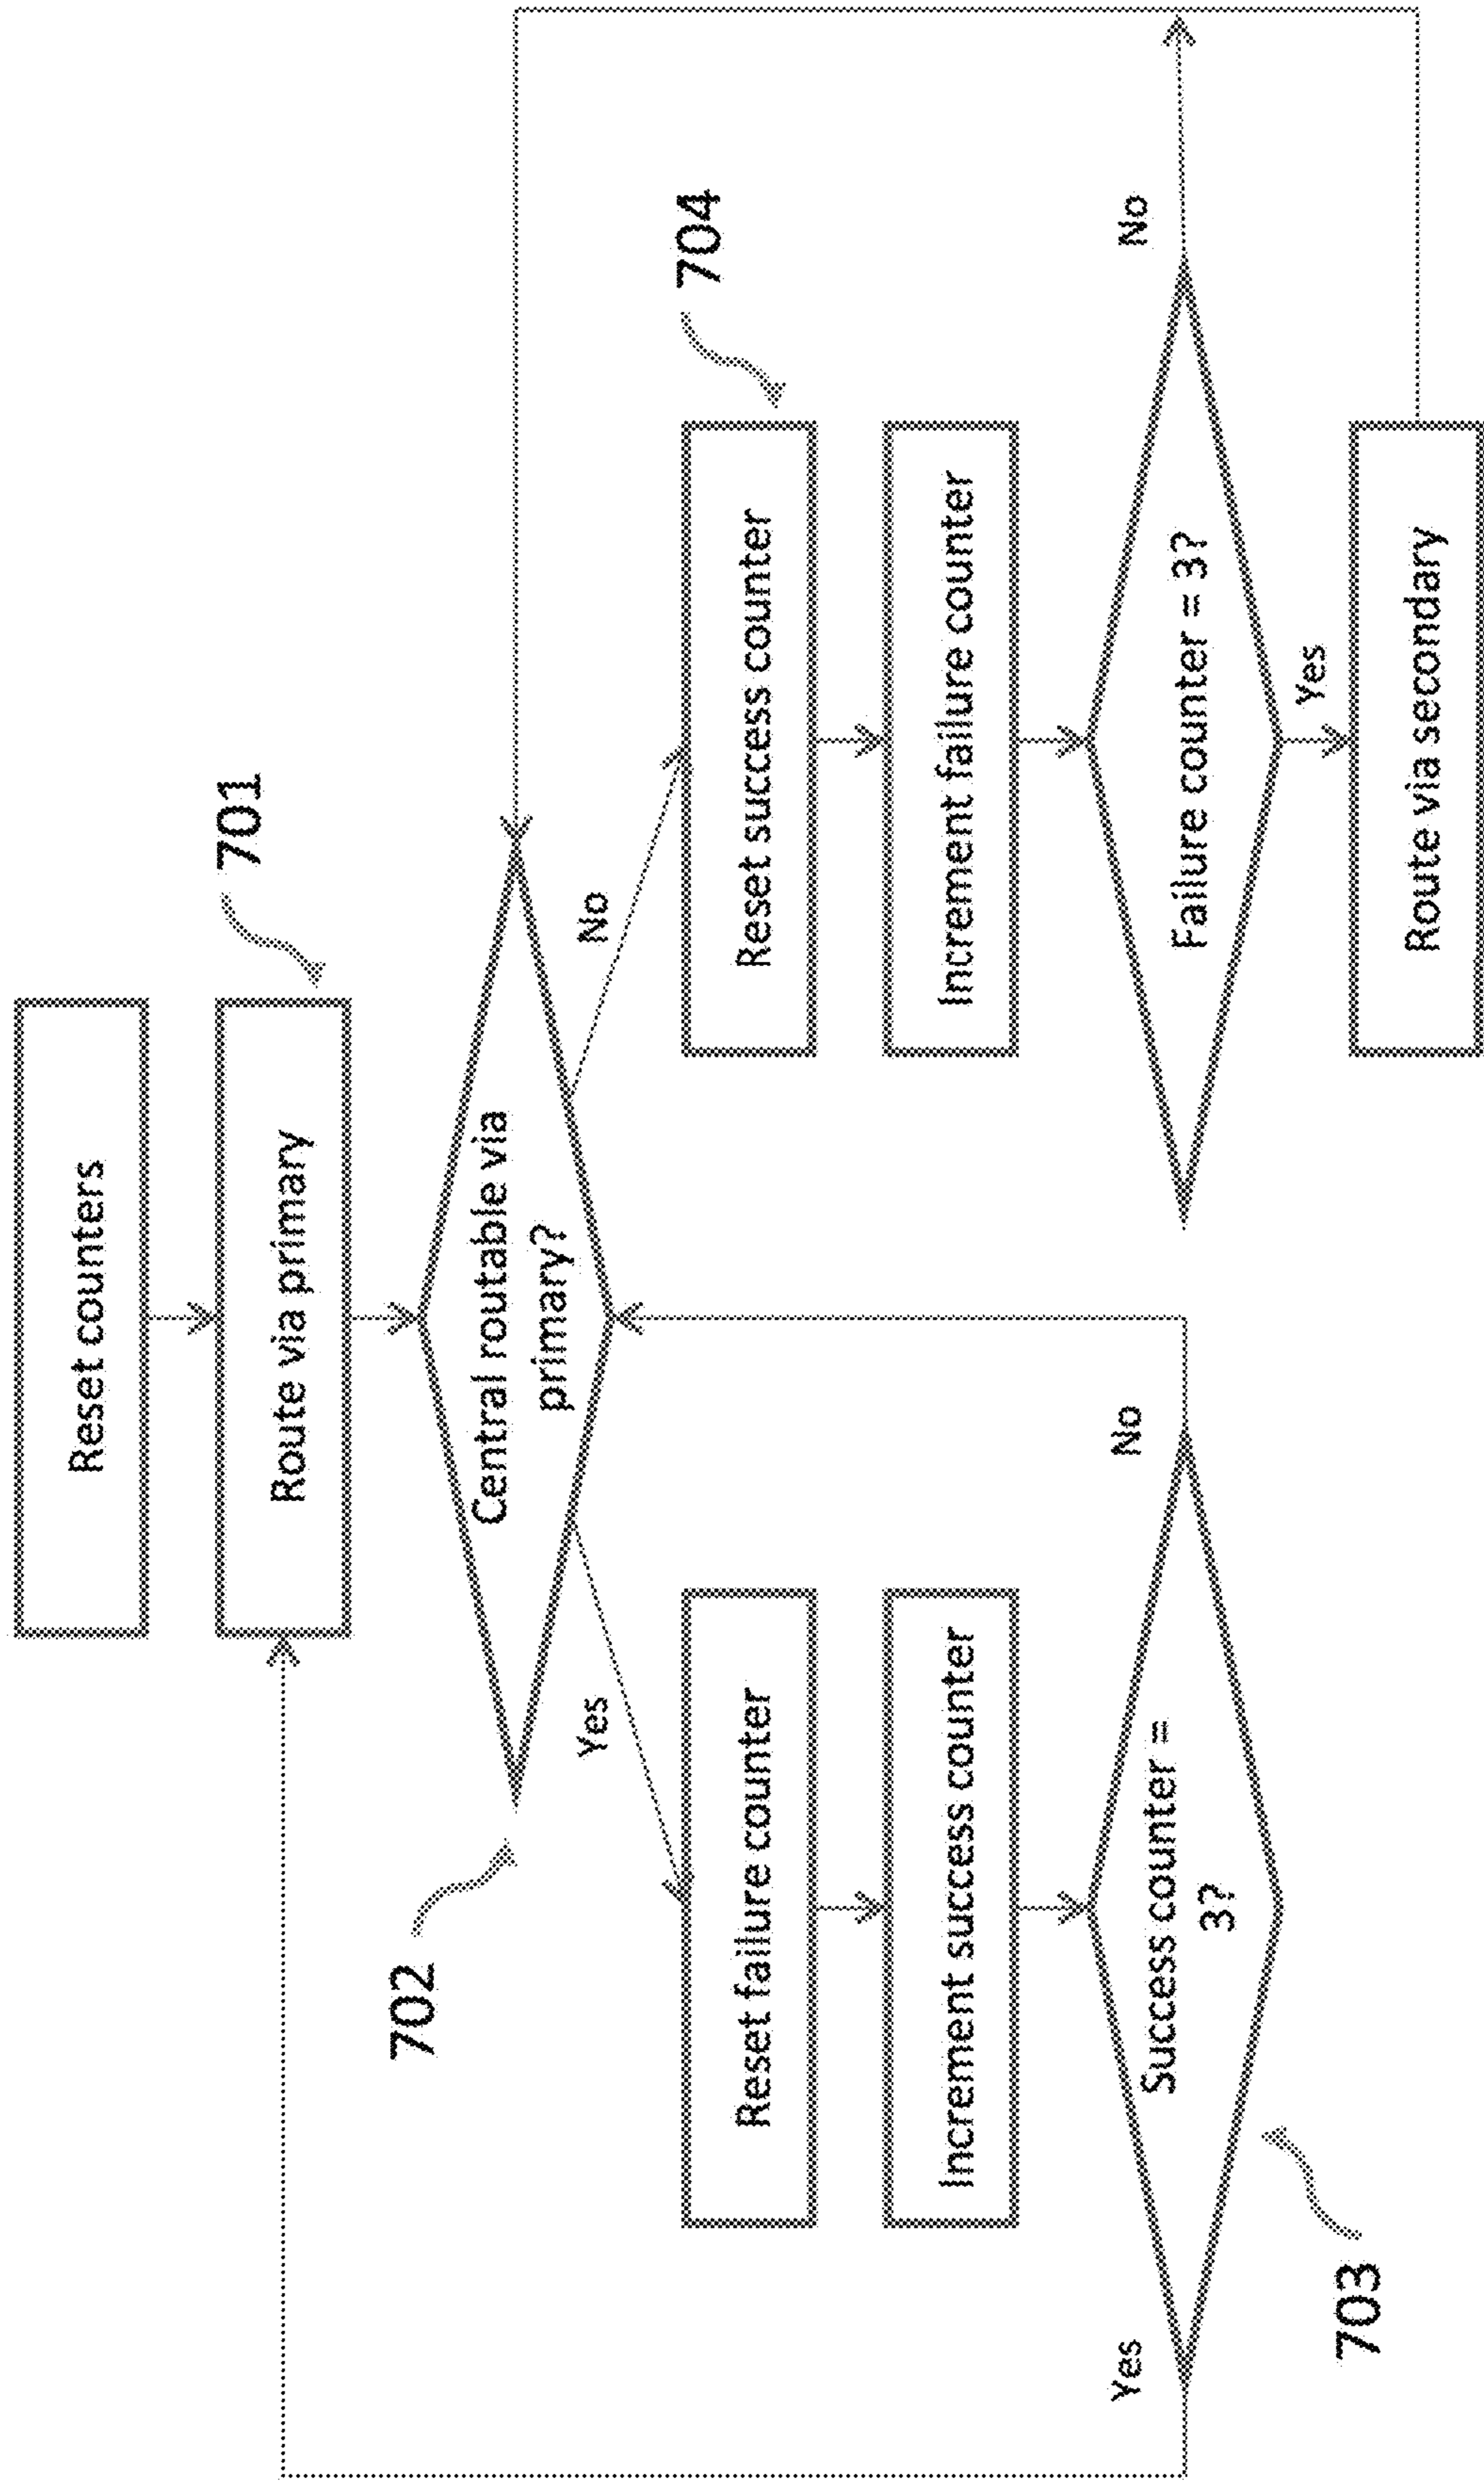 Reset counters
701
Route via primary
Central routable via
primary?
702
Yes
No
704
Reset failure counter
Reset success counter
Increment success counter
Increment failure counter
Yes
Success counter =
3?
No
Failure counter = 3?
No
703
Yes
Route via secondary